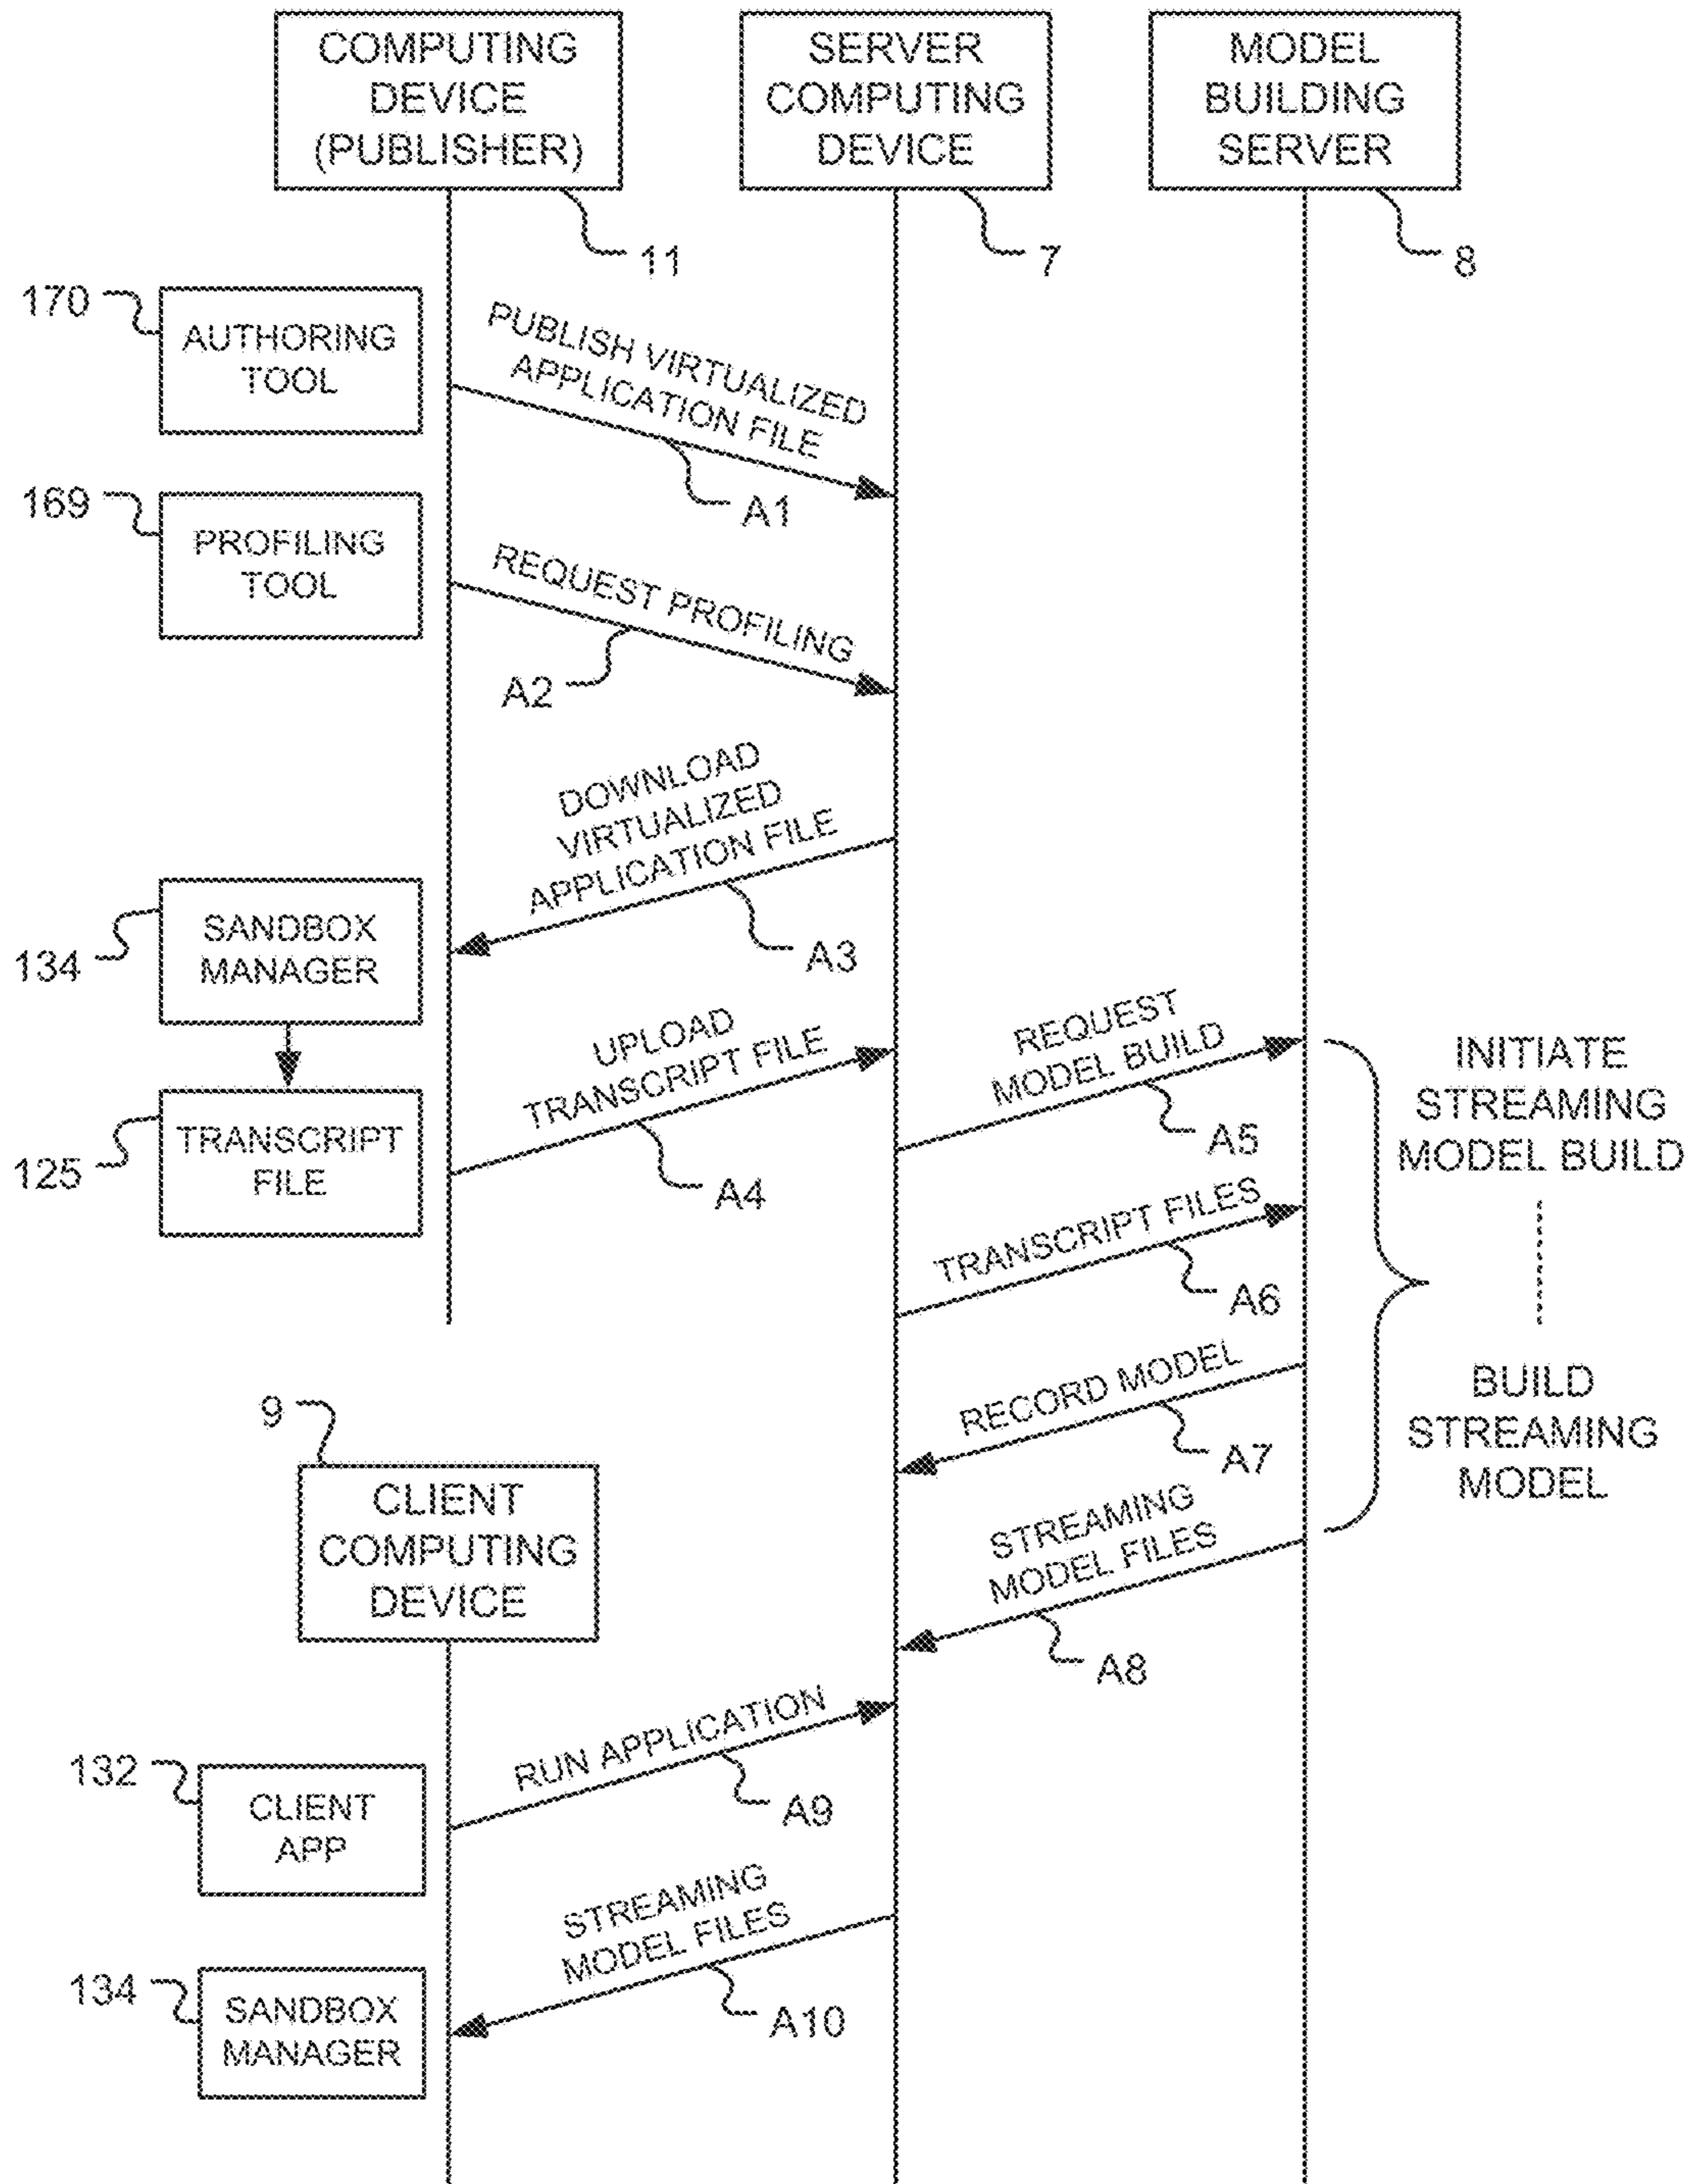 COMPUTING
DEVICE
(PUBLISHER)
SERVER
COMPUTING
DEVICE
MODEL
BUILDING
SERVER
11
7
8
170
AUTHORING
TOOL
PUBLISH VIRTUALIZED
APPLICATION FILE
A1
169
PROFILING
TOOL
REQUEST PROFILING
A2
DOWNLOAD
VIRTUALIZED
APPLICATION FILE
A3
134
SANDBOX
MANAGER
UPLOAD
TRANSCRIPT FILE
A4
REQUEST
MODEL BUILD
A5
INITIATE
STREAMING
MODEL BUILD
125
TRANSCRIPT
FILE
TRANSCRIPT FILES
A6
RECORD MODEL
A7
BUILD
STREAMING
MODEL
9
CLIENT
COMPUTING
DEVICE
STREAMING
MODEL FILES
A8
RUN APPLICATION
A9
132
CLIENT
APP
STREAMING
MODEL FILES
A10
134
SANDBOX
MANAGER